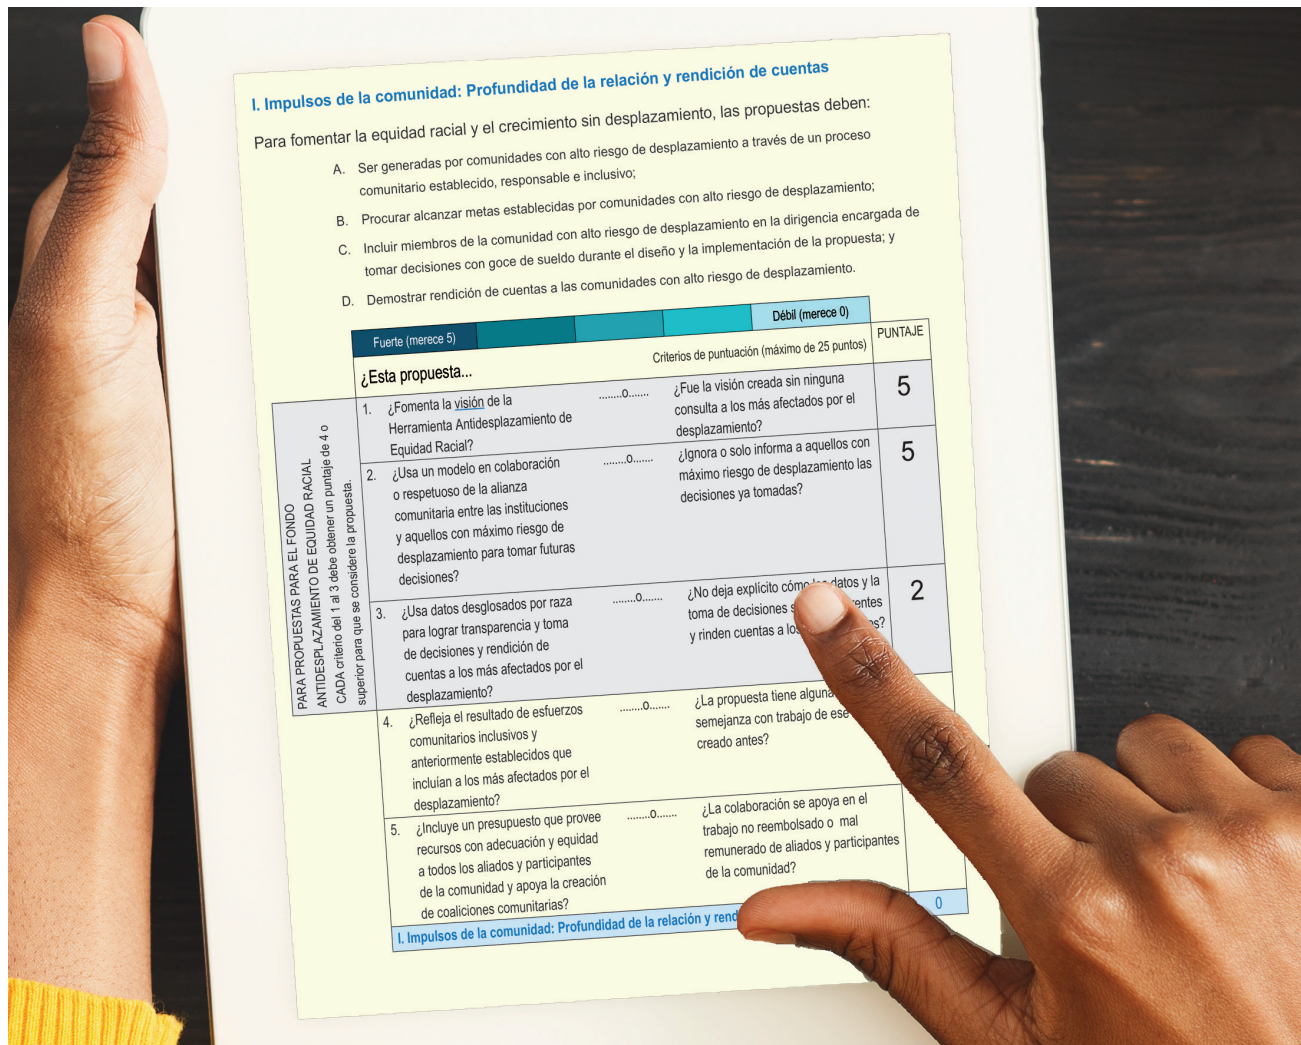 I. Impulsos de la comunidad: Profundidad de la relación y rendición de cuentas
Para fomentar la equidad racial y el crecimiento sin desplazamiento, las propuestas deben:
A. Ser generadas por comunidades con alto riesgo de desplazamiento a través de un proceso
comunitario establecido, responsable e inclusivo;
B. Procurar alcanzar metas establecidas por comunidades con alto riesgo de desplazamiento;
C. Incluir miembros de la comunidad con alto riesgo de desplazamiento en la dirigencia encargada de
tomar decisiones con goce de sueldo durante el diseño y la implementación de la propuesta; y
D. Demostrar rendición de cuentas a las comunidades con alto riesgo de desplazamiento.
Fuerte (merece 5)
Débil (merece 0)
¿Esta propuesta...
Criterios de puntuación (máximo de 25 puntos)
PUNTAJE
PARA PROPUESTAS PARA EL FONDO
ANTIDESPLAZAMIENTO DE EQUIDAD RACIAL
CADA criterio del 1 al 3 debe obtener un puntaje de 4 o
superior para que se considere la propuesta.
1. ¿Fomenta la visión de la
Herramienta Antidesplazamiento de
Equidad Racial?
........o.......
¿Fue la visión creada sin ninguna
consulta a los más afectados por el
desplazamiento?
5
2. ¿Usa un modelo en colaboración
o respetuoso de la alianza
comunitaria entre las instituciones
y aquellos con máximo riesgo de
desplazamiento para tomar futuras
decisiones?
........o.......
¿Ignora o solo informa a aquellos con
máximo riesgo de desplazamiento las
decisiones ya tomadas?
5
3. ¿Usa datos desglosados por raza
para lograr transparencia y toma
de decisiones y rendición de
cuentas a los más afectados por el
desplazamiento?
........o.......
¿No deja explícito cómo datos y la
toma de decisiones
y rinden cuentas a los
2
4. ¿Refleja el resultado de esfuerzos
comunitarios inclusivos y
anteriormente establecidos que
incluían a los más afectados por el
desplazamiento?
........o.......
¿La propuesta tiene alguna
semejanza con trabajo de ese
creado antes?
5. ¿Incluye un presupuesto que provee
recursos con adecuación y equidad
a todos los aliados y participantes
de la comunidad y apoya la creación
de coaliciones comunitarias?
........o.......
¿La colaboración se apoya en el
trabajo no reembolsado o mal
remunerado de aliados y participantes
de la comunidad?
I. Impulsos de la comunidad: Profundidad de la relación y
0